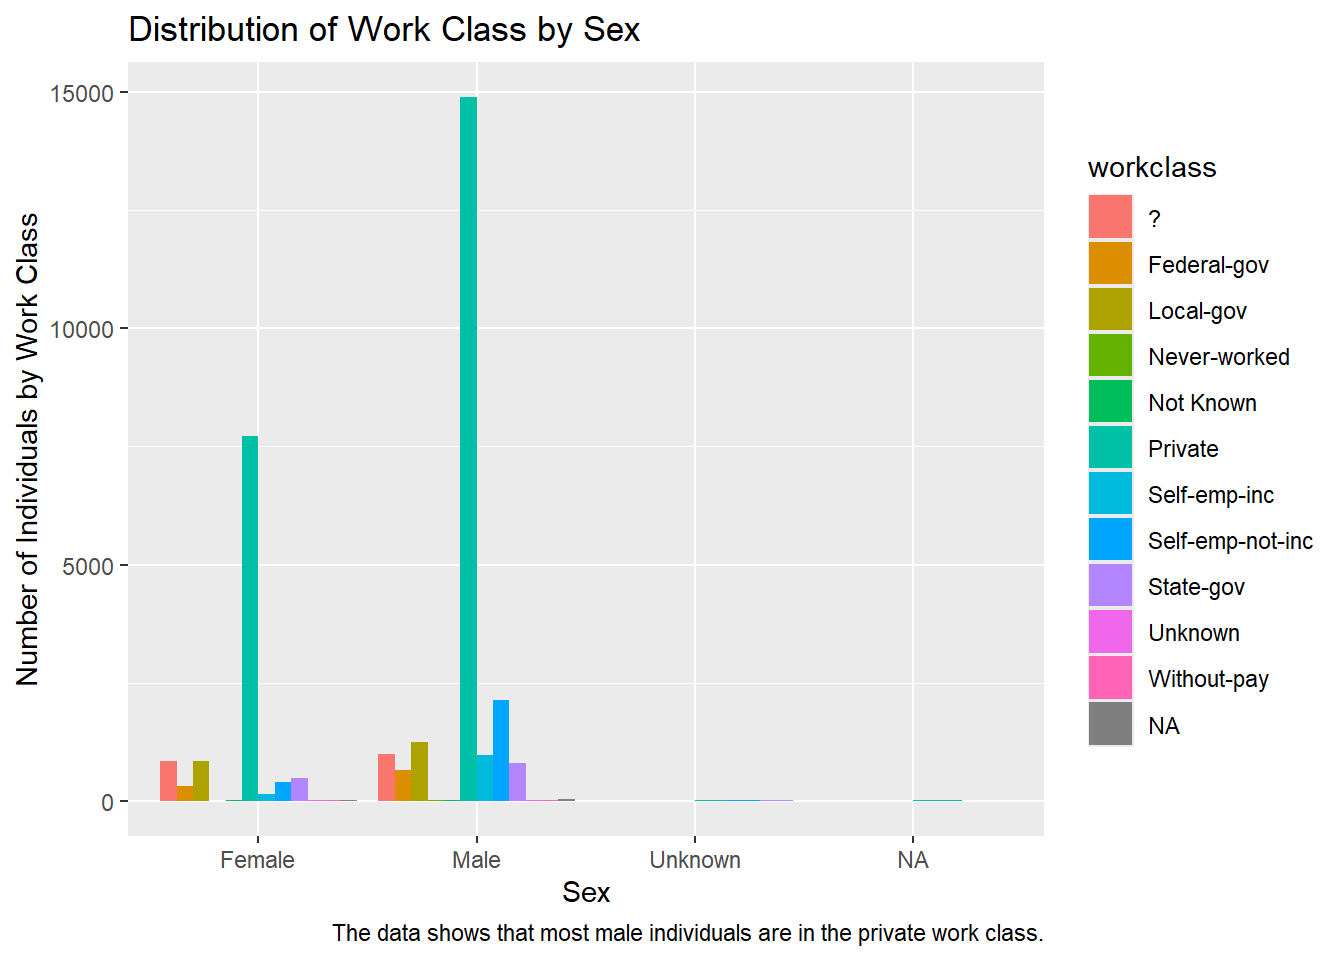 Distribution of Work Class by Sex
Number of Individuals by Work Class
15000
10000
5000
0
Female
Male
Unknown
NA
Sex
workclass
?
Federal-gov
Local-gov
Never-worked
Not Known
Private
Self-emp-inc
Self-emp-not-inc
State-gov
Unknown
Without-pay
NA
The data shows that most male individuals are in the private work class.